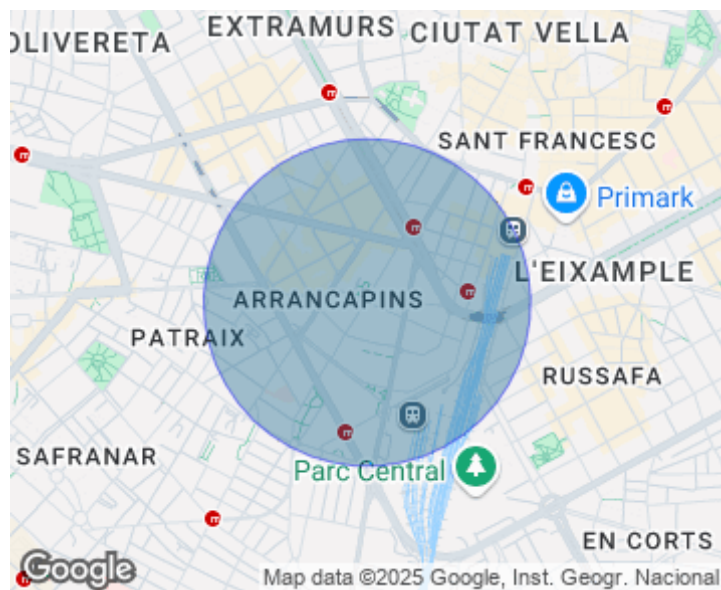 OLIVERETA
EXTRAMURS
CIUTAT VELLA
SANT FRANCESC
Primark
L'EIXAMPLE
ARRANCAPINS
PATRAIX
RUSSAFA
SAFRANAR
Parc Central
EN CORTS
Google
Map data ©2025 Google, Inst. Geogr. Nacional